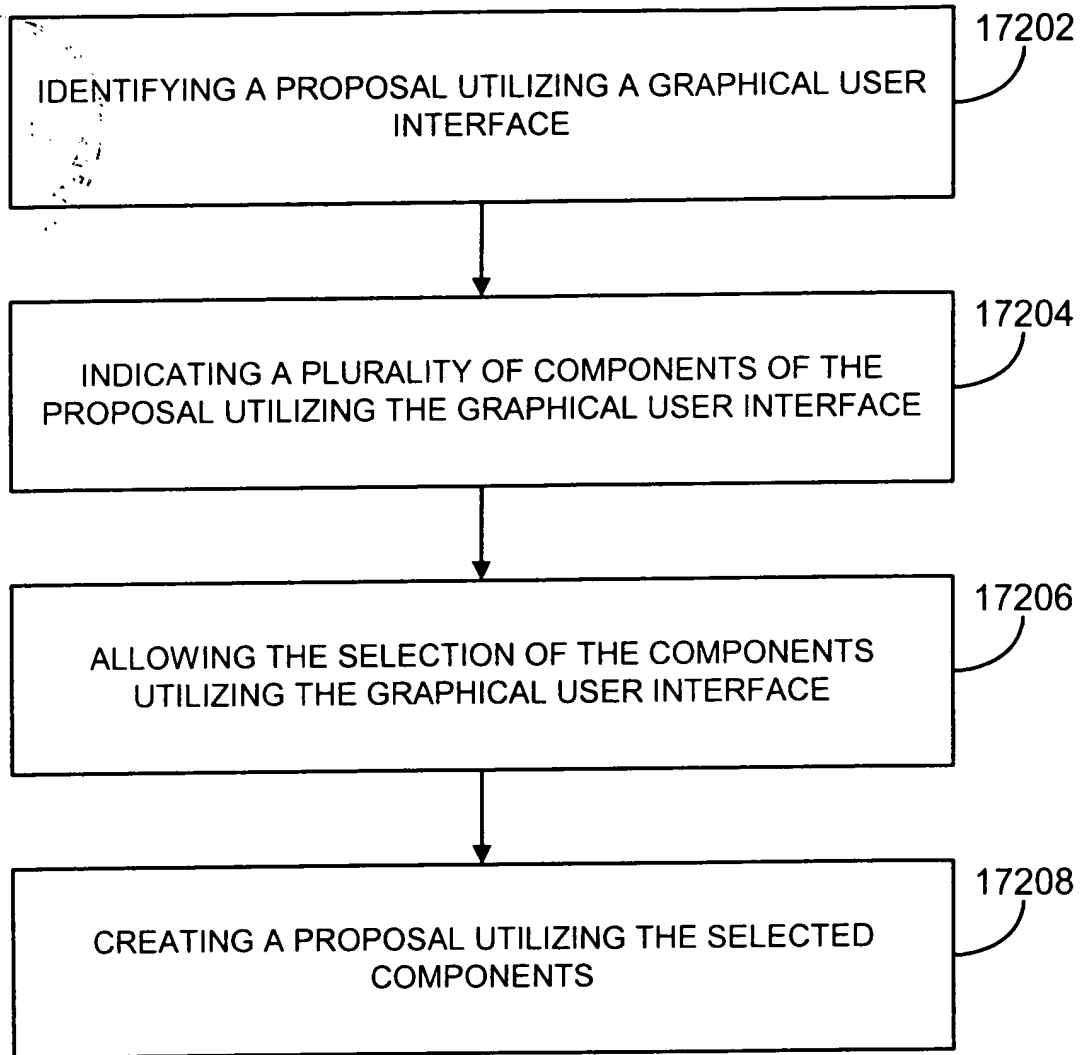 17202
IDENTIFYING A PROPOSAL UTILIZING A GRAPHICAL USER
INTERFACE
17204
INDICATING A PLURALITY OF COMPONENTS OF THE
PROPOSAL UTILIZING THE GRAPHICAL USER INTERFACE
17206
ALLOWING THE SELECTION OF THE COMPONENTS
UTILIZING THE GRAPHICAL USER INTERFACE
17208
CREATING A PROPOSAL UTILIZING THE SELECTED
COMPONENTS